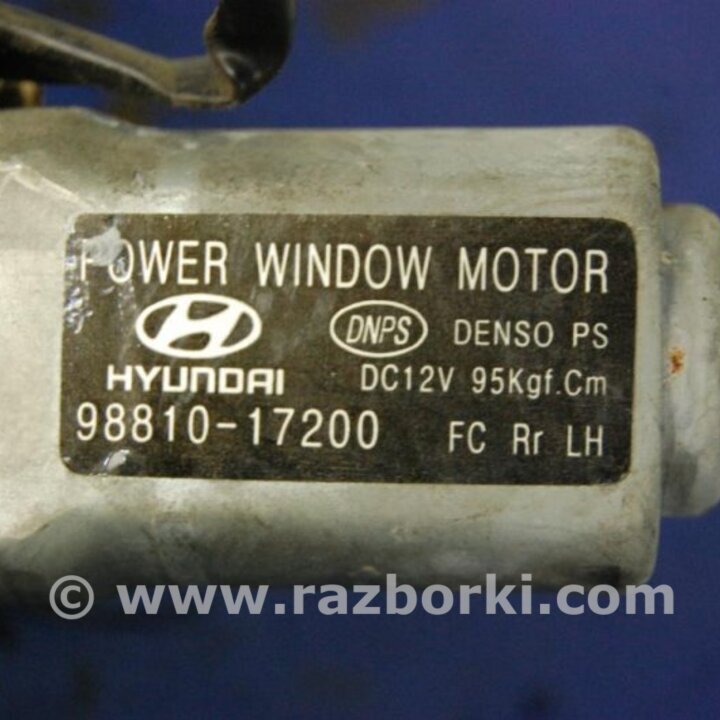 POWER WINDOW MOTOR
DNPS DENSO PS
HYUNDAI DC12V 95Kgf.Cm
98810-17200 FC Rr LH
© www.razborki.com